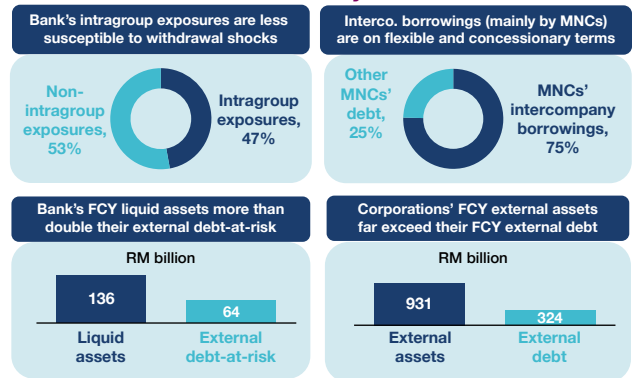 Bank's intragroup exposures are less
susceptible to withdrawal shocks
Non-
intragroup
exposures,
53%
Intragroup
exposures,
47%
Interco. borrowings (mainly by MNCs)
are on flexible and concessionary terms
Other
MNCs'
debt,
25%
MNCs'
intercompany
borrowings,
75%
Bank's FCY liquid assets more than
double their external debt-at-risk
RM billion
136
64
Liquid
assets
External
debt-at-risk
Corporations' FCY external assets
far exceed their FCY external debt
RM billion
931
324
External
assets
External
debt